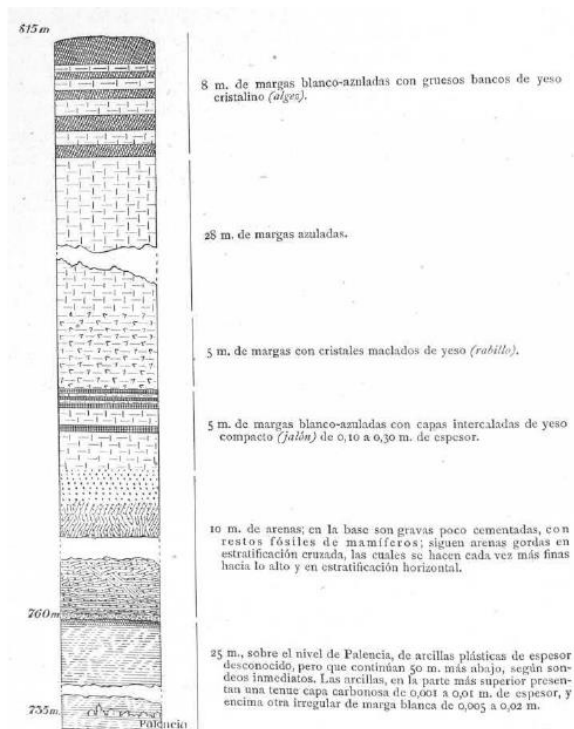 815 m
8 m. de margas blanco-azuladas con gruesos bancos de yeso
cristalino (algez).
28 m. de margas azuladas.
5 m. de margas con cristales maclados de yeso (rabillo).
5 m. de margas blanco-azuladas con capas intercaladas de yeso
compacto (jalón) de 0,10 a 0,30 m. de espesor.
10 m. de arenas; en la base son gravas poco cementadas, con
restos fósiles de mamíferos; siguen arenas gordas en
estratificación cruzada, las cuales se hacen cada vez más finas
hacia lo alto y en estratificación horizontal.
760 m
25 m., sobre el nivel de Palencia, de arcillas plásticas de espesor
desconocido, pero que continúan 50 m. más abajo, según son-
deos inmediatos. Las arcillas, en la parte más superior presen-
tan una tenue capa carbonosa de 0,001 a 0,01 m. de espesor, y
encima otra irregular de marga blanca de 0,005 a 0,02 m.
735 m.
Palencia